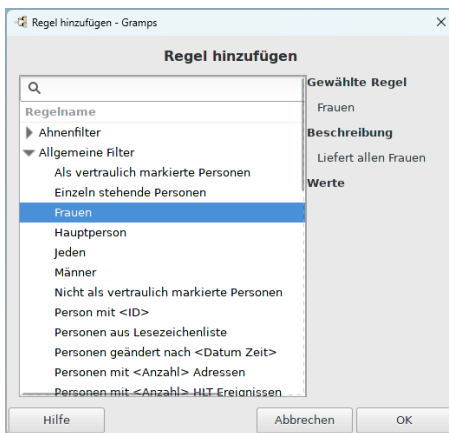 Regel hinzufügen - Gramps
Regel hinzufügen
Regelname
Ahnenfilter
Allgemeine Filter
Als vertraulich markierte Personen
Einzeln stehende Personen
Frauen
Hauptperson
Jeden
Männer
Nicht als vertraulich markierte Personen
Person mit <ID>
Personen aus Lesezeichenliste
Personen geändert nach <Datum Zeit>
Personen mit <Anzahl> Adressen
Personen mit <Anzahl> HLT Ereignissen
Gewählte Regel
Frauen
Beschreibung
Liefert allen Frauen
Werte
Hilfe
Abbrechen
OK